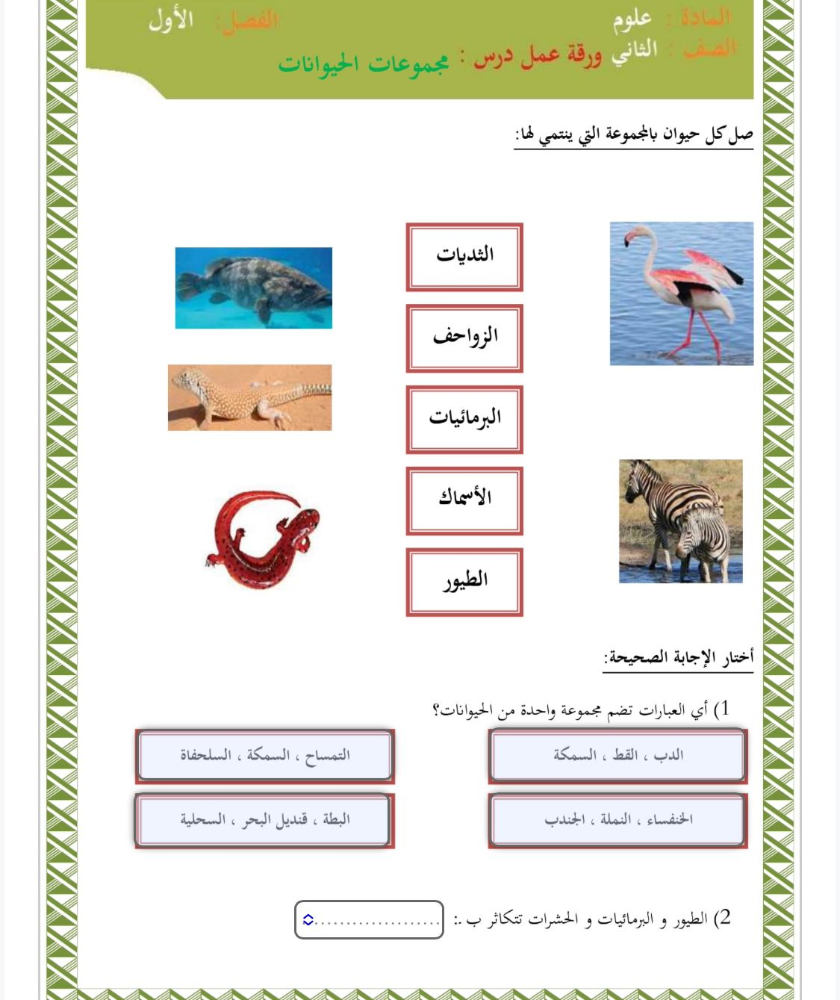 المادة : علوم
الفصل: الأول
الصف : الثاني
ورقة عمل درس : مجموعات الحيوانات
صل كل حيوان بالمجموعة التي ينتمي لها:
الثديات
الزواحف
البرمائيات
الأسماك
الطيور
أختار الإجابة الصحيحة:
1) أي العبارات تضم مجموعة واحدة من الحيوانات؟
الدب ، القط ، السمكة
التمساح ، السمكة ، السلحفاة
الخنفساء ، النملة ، الجندب
البطة ، قنديل البحر ، السحلية
2) الطيور و البرمائيات و الحشرات تتكاثر ب .: ....................